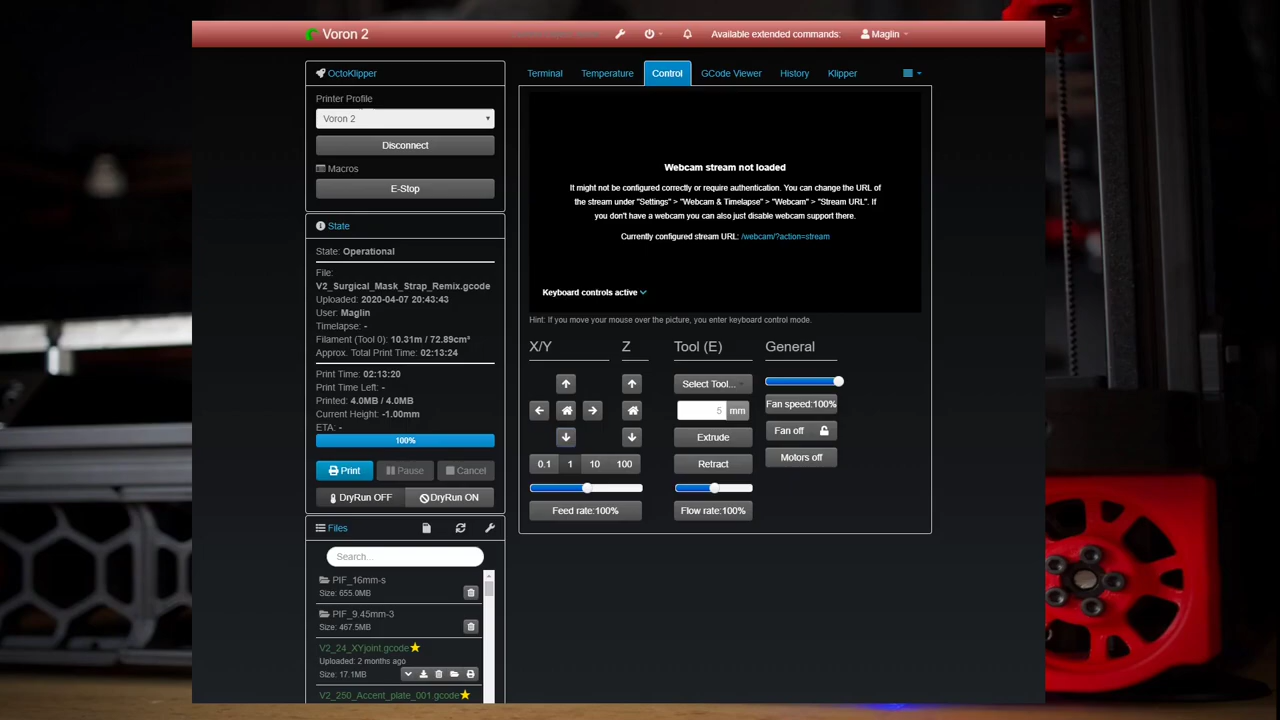 Voron 2
Available extended commands:
Maglin
OctoKlipper
Printer Profile
Voron 2
Disconnect
Macros
E-Stop
State
State: Operational
File:
V2_Surgical_Mask_Strap_Remix.gcode
Uploaded: 2020-04-07 20:43:43
User: Maglin
Timelapse: -
Filament (Tool 0): 10.31m / 72.89cm³
Approx. Total Print Time: 02:13:24
Print Time: 02:13:20
Print Time Left: -
Printed: 4.0MB / 4.0MB
Current Height: -1.00mm
ETA: -
100%
Print Pause Cancel
DryRun OFF DryRun ON
Files
Search...
PIF_16mm-s
Size: 655.0MB
PIF_9.45mm-3
Size: 467.5MB
V2_24_XYjoint.gcode
Uploaded: 2 months ago
Size: 17.1MB
V2_250_Accent_plate_001.gcode
Terminal Temperature Control GCode Viewer History Klipper
Webcam stream not loaded
It might not be configured correctly or require authentication. You can change the URL of
the stream under "Settings" > "Webcam & Timelapse" > "Webcam" > "Stream URL". If
you don't have a webcam you can also just disable webcam support there.
Currently configured stream URL: /webcam/?action=stream
Keyboard controls active
Hint: If you move your mouse over the picture, you enter keyboard control mode.
X/Y Z Tool (E) General
Select Tool...
5 mm
Fan speed:100%
Extrude
Fan off
0.1 1 10 100
Retract
Motors off
Feed rate:100%
Flow rate:100%